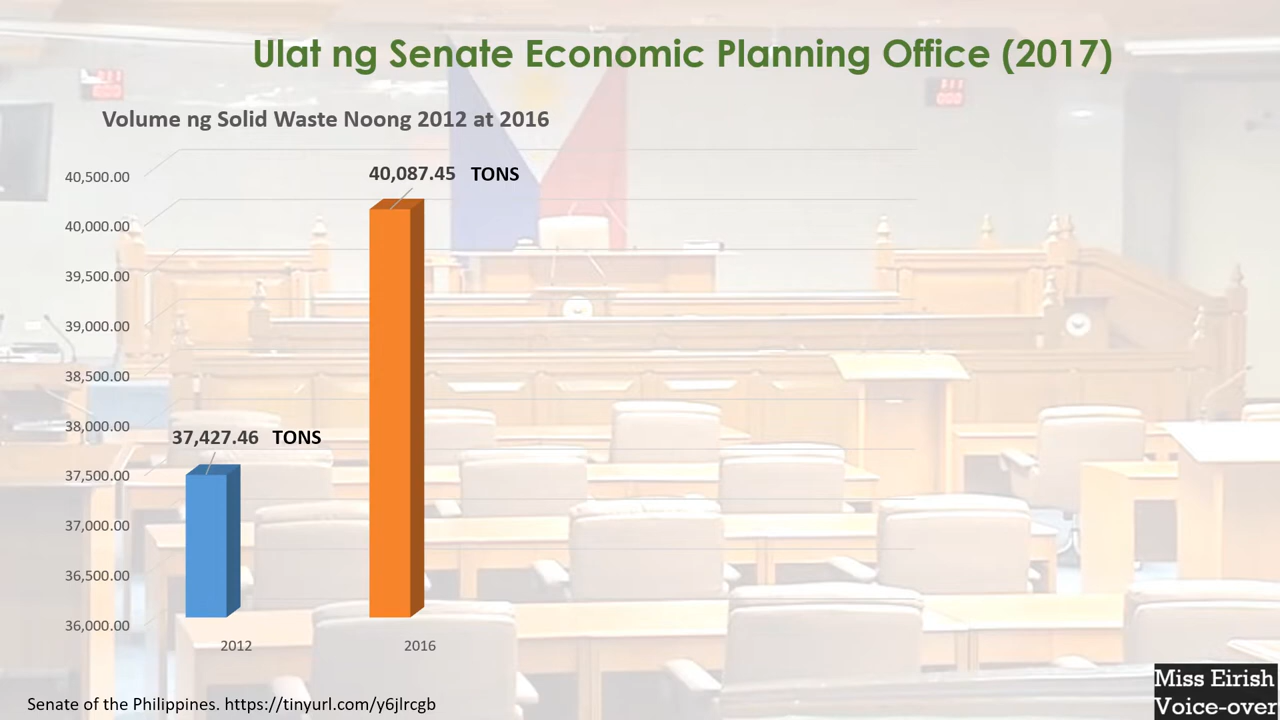 Ulat ng Senate Economic Planning Office (2017)
Volume ng Solid Waste Noong 2012 at 2016
40,500.00
40,000.00
39,500.00
39,000.00
38,500.00
38,000.00
37,500.00
37,000.00
36,500.00
36,000.00
40,087.45 TONS
37,427.46 TONS
2012 2016
Senate of the Philippines. https://tinyurl.com/y6jlrcgb
Miss Eirish
Voice-over